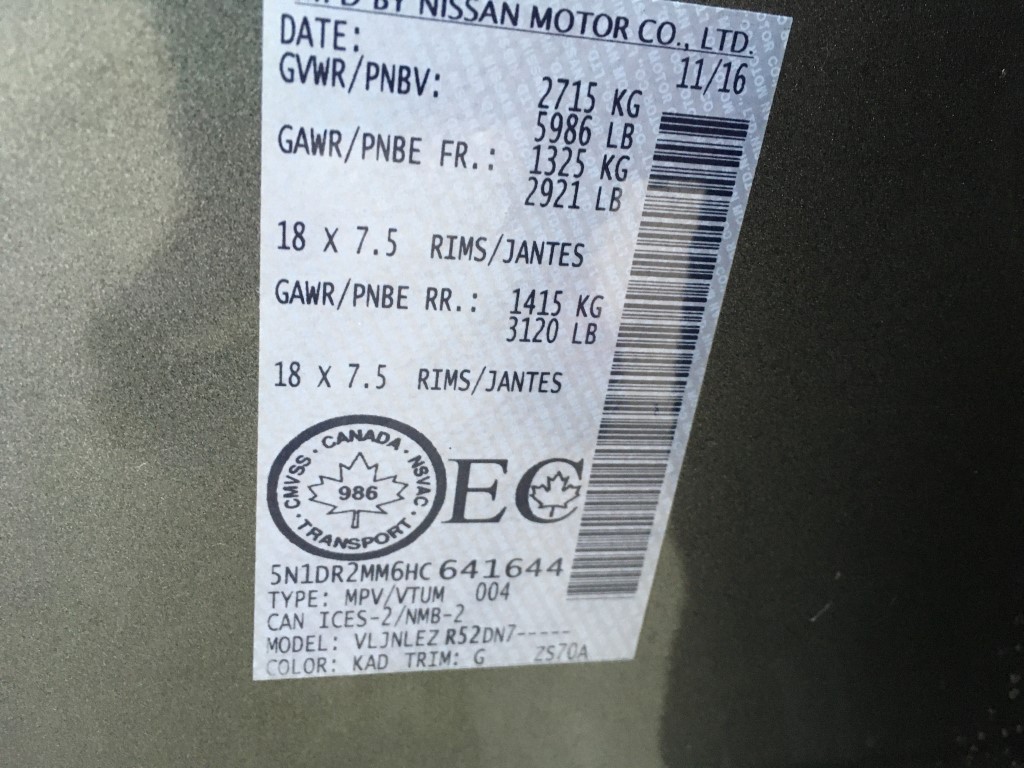 MFD BY NISSAN MOTOR CO., LTD.
DATE: 11/16
GVWR/PNBV: 2715 KG
5986 LB
GAWR/PNBE FR.: 1325 KG
2921 LB
18 X 7.5 RIMS/JANTES
GAWR/PNBE RR.: 1415 KG
3120 LB
18 X 7.5 RIMS/JANTES
CANADA · NSVAC · TRANSPORT · CMVSS ·
986
EC
5N1DR2MM6HC 641644
TYPE: MPV/VTUM 004
CAN ICES-2/NMB-2
MODEL: VLJNLEZ R52DN7-----
COLOR: KAD TRIM: G ZS70A